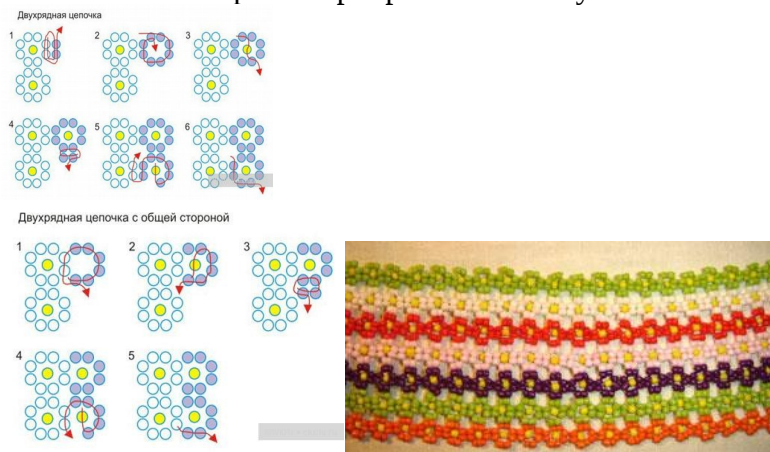 Двухрядная цепочка
1 2 3
4 5 6
Двухрядная цепочка с общей стороной
1 2 3
4 5